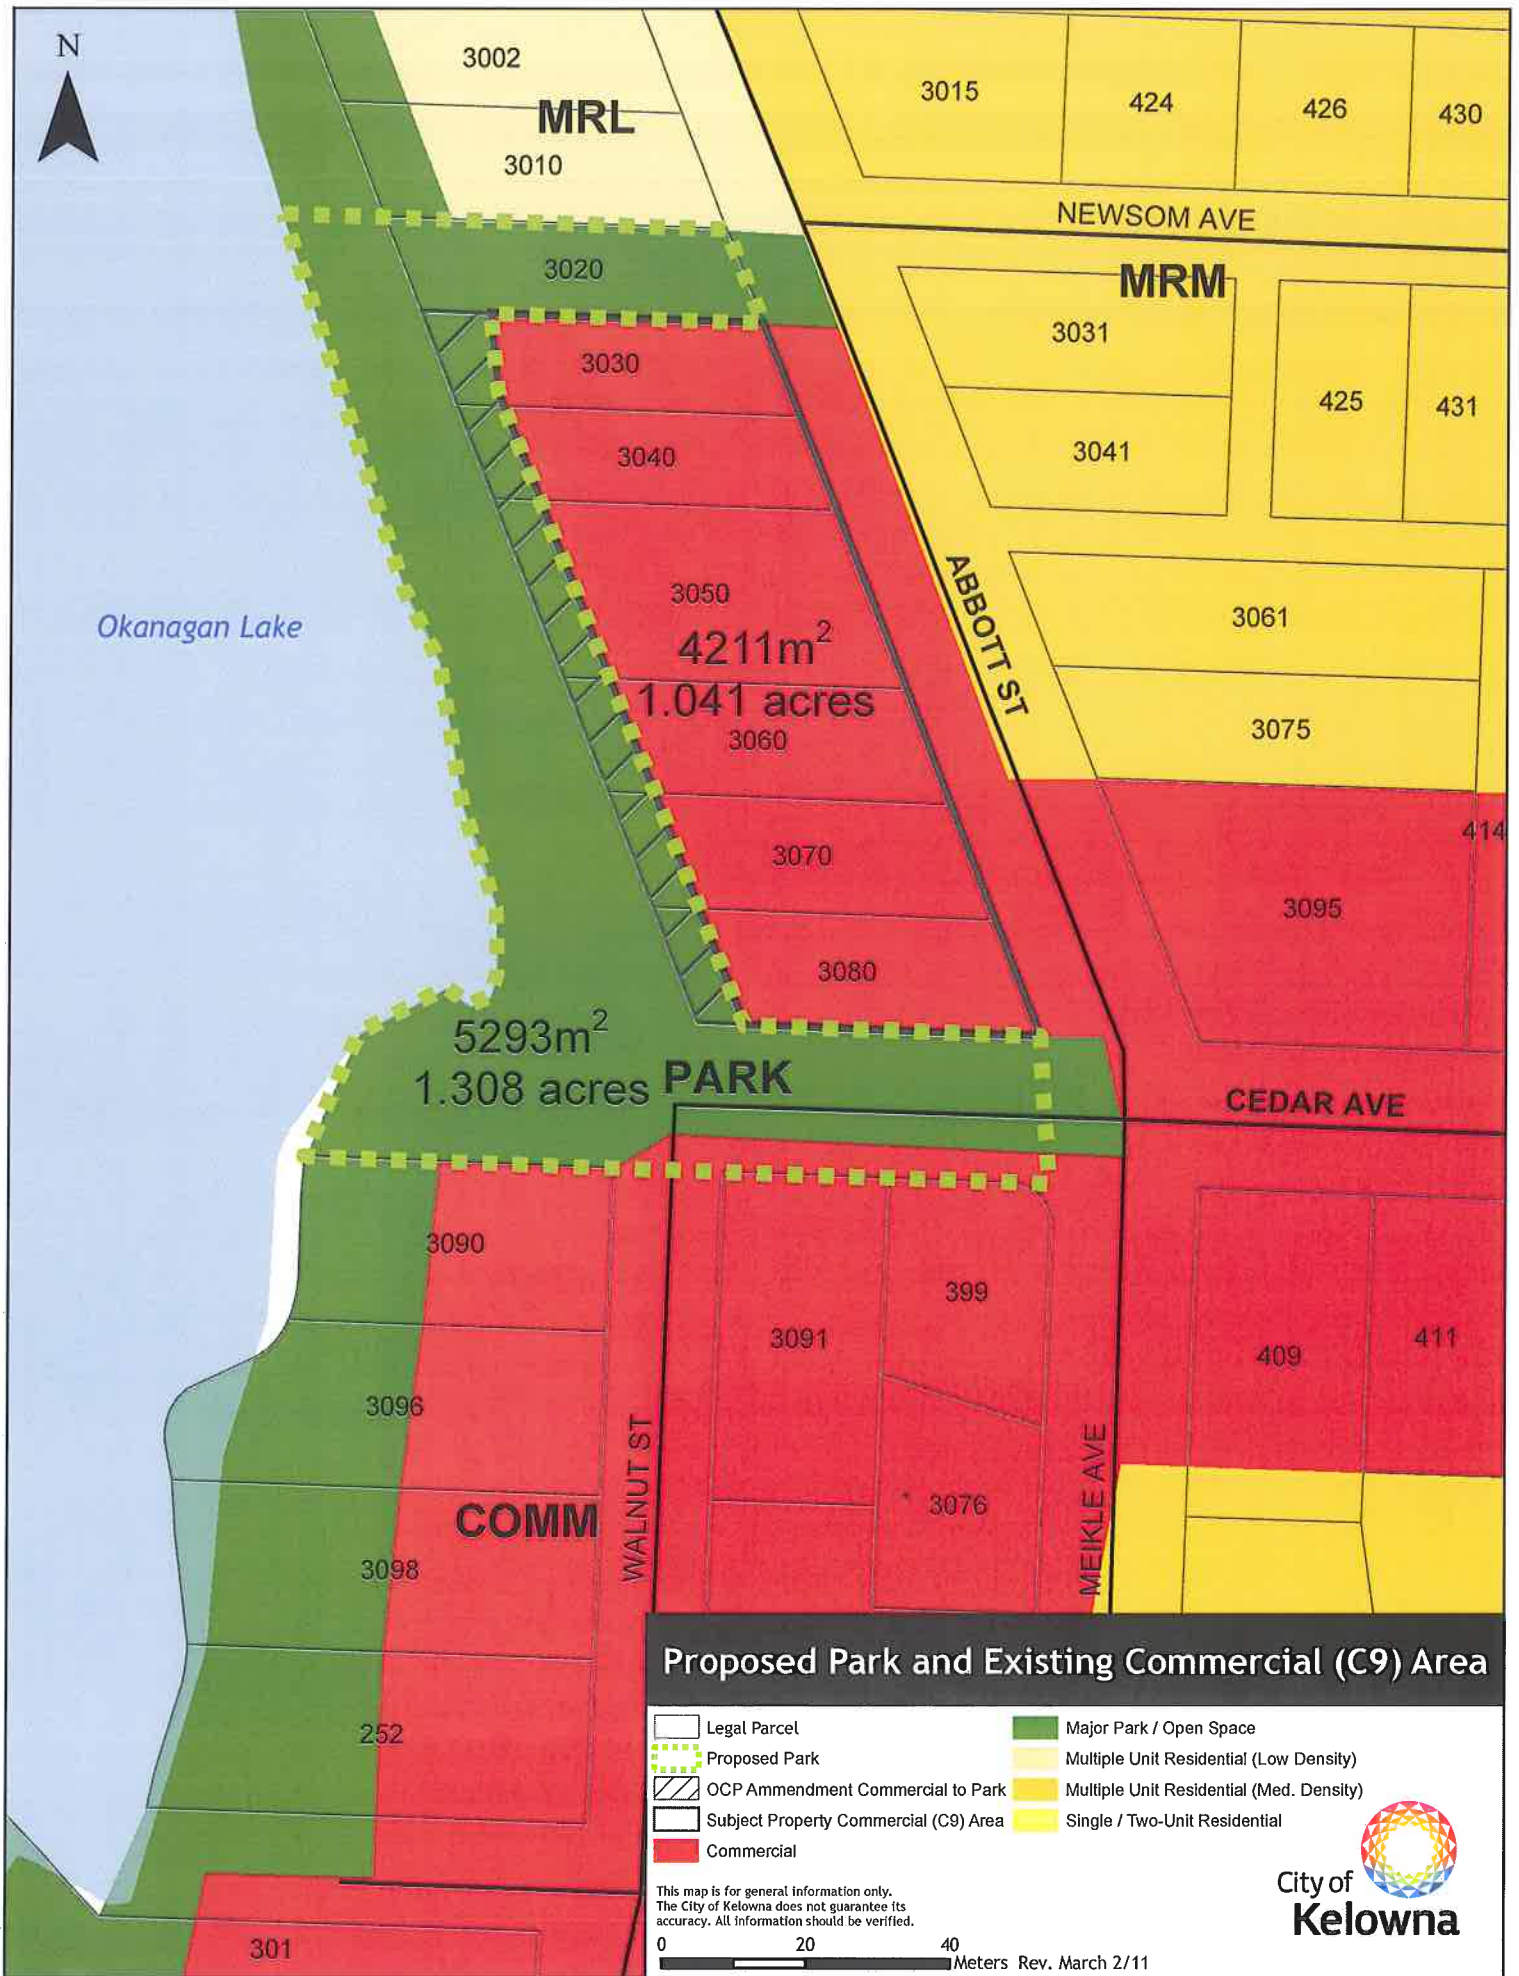 N
3002
MRL
3010
3015
424
426
430
NEWSOM AVE
3020
MRM
3030
3031
425
431
3040
3041
Okanagan Lake
3050
ABBOTT ST
3061
4211m²
1.041 acres
3060
3075
3070
414
3095
3080
5293m²
1.308 acres
PARK
CEDAR AVE
3090
399
3091
409
411
3096
WALNUT ST
MEIKLE AVE
COMM
3076
3098
252
301
Proposed Park and Existing Commercial (C9) Area
Legal Parcel
Proposed Park
OCP Ammendment Commercial to Park
Subject Property Commercial (C9) Area
Commercial
Major Park / Open Space
Multiple Unit Residential (Low Density)
Multiple Unit Residential (Med. Density)
Single / Two-Unit Residential
This map is for general information only.
The City of Kelowna does not guarantee its
accuracy. All information should be verified.
0 20 40
Meters Rev. March 2/11
City of
Kelowna